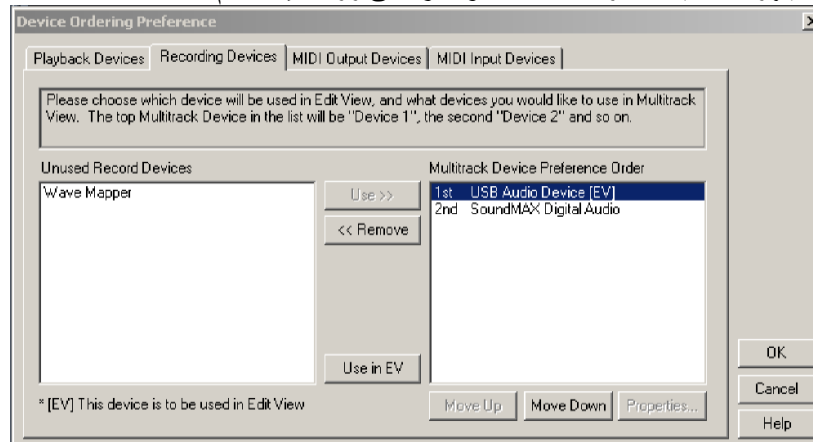 Device Ordering Preference
Playback Devices
Recording Devices
MIDI Output Devices
MIDI Input Devices
Please choose which device will be used in Edit View, and what devices you would like to use in Multitrack
View. The top Multitrack Device in the list will be "Device 1", the second "Device 2" and so on.
Unused Record Devices
Multitrack Device Preference Order
Wave Mapper
Use >>
<< Remove
Use in EV
1st USB Audio Device [EV]
2nd SoundMAX Digital Audio
* [EV] This device is to be used in Edit View
Move Up
Move Down
Properties...
OK
Cancel
Help